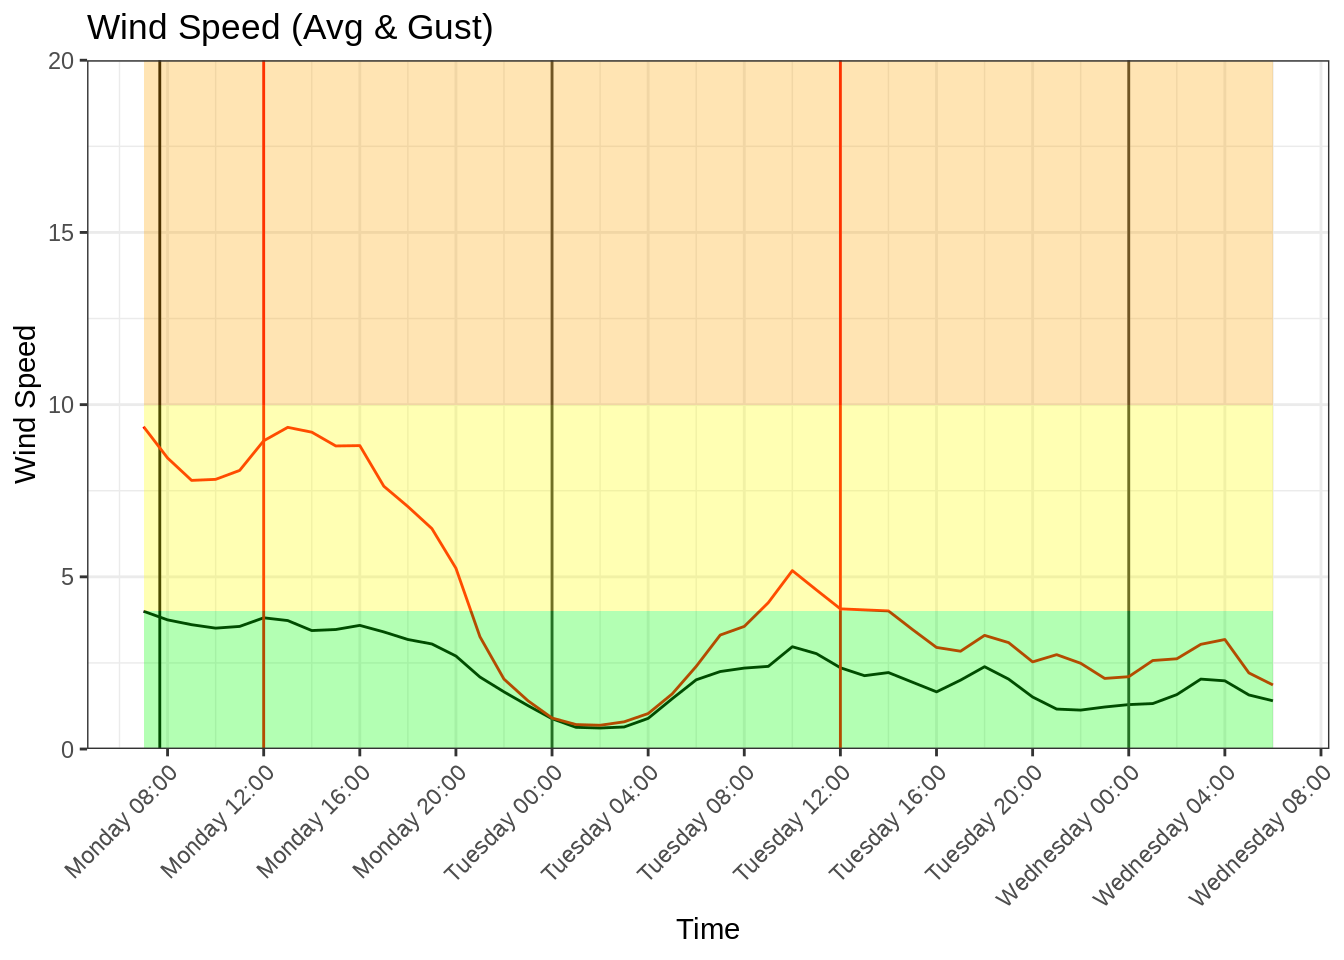 Wind Speed (Avg & Gust)
20
15
10
5
0
Wind Speed
Monday 08:00
Monday 12:00
Monday 16:00
Monday 20:00
Tuesday 00:00
Tuesday 04:00
Tuesday 08:00
Tuesday 12:00
Tuesday 16:00
Tuesday 20:00
Wednesday 00:00
Wednesday 04:00
Wednesday 08:00
Time